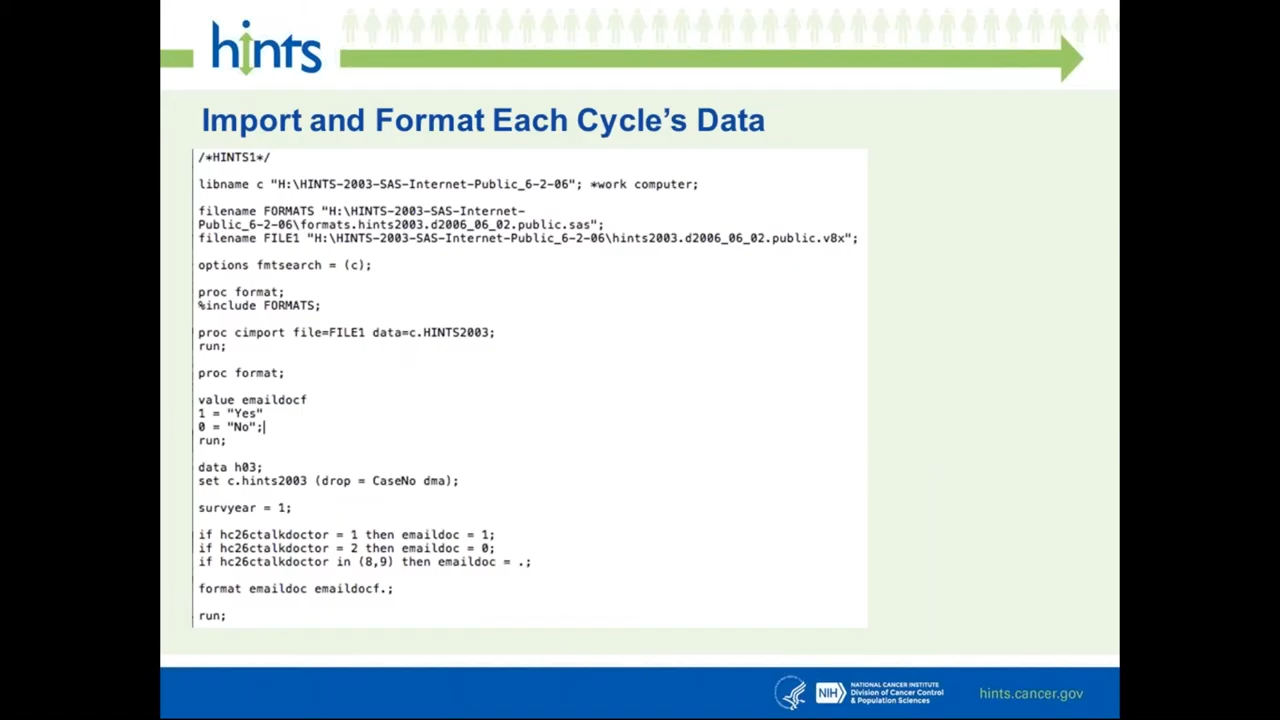 hints
Import and Format Each Cycle's Data
/*HINTS1*/
libname c "H:\HINTS-2003-SAS-Internet-Public_6-2-06"; *work computer;
filename FORMATS "H:\HINTS-2003-SAS-Internet-
Public_6-2-06\formats.hints2003.d2006_06_02.public.sas";
filename FILE1 "H:\HINTS-2003-SAS-Internet-Public_6-2-06\hints2003.d2006_06_02.public.v8x";
options fmtsearch = (c);
proc format;
%include FORMATS;
proc cimport file=FILE1 data=c.HINTS2003;
run;
proc format;
value emaildocf
1 = "Yes"
0 = "No";
run;
data h03;
set c.hints2003 (drop = CaseNo dma);
survyear = 1;
if hc26ctalkdoctor = 1 then emaildoc = 1;
if hc26ctalkdoctor = 2 then emaildoc = 0;
if hc26ctalkdoctor in (8,9) then emaildoc = .;
format emaildoc emaildocf.;
run;
NIH
NATIONAL CANCER INSTITUTE
Division of Cancer Control
& Population Sciences
hints.cancer.gov